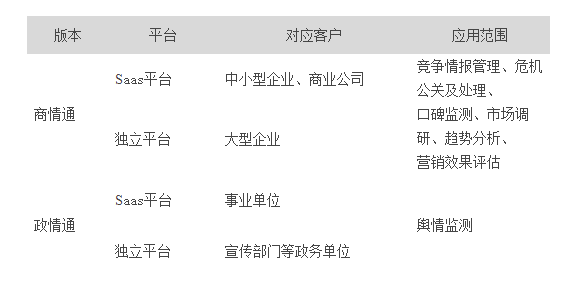 版本 平台 对应客户 应用范围
商情通
Saas平台 中小型企业、商业公司
独立平台 大型企业
竞争情报管理、危机
公关及处理、
口碑监测、市场调
研、趋势分析、
营销效果评估
政情通
Saas平台 事业单位
独立平台 宣传部门等政务单位
舆情监测